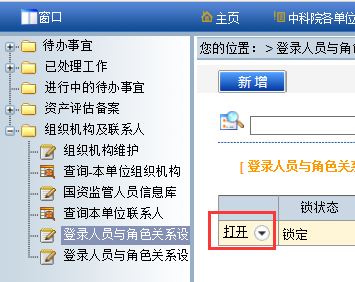 窗口
主页
中科院各单位
待办事宜
已处理工作
进行中的待办事宜
资产评估备案
组织机构及联系人
组织机构维护
查询-本单位组织机构
国资监管人员信息库
查询本单位联系人
登录人员与角色关系设
登录人员与角色关系设
您的位置: >登录人员与角
新增
[ 登录人员与角色关系
锁状态
打开
锁定